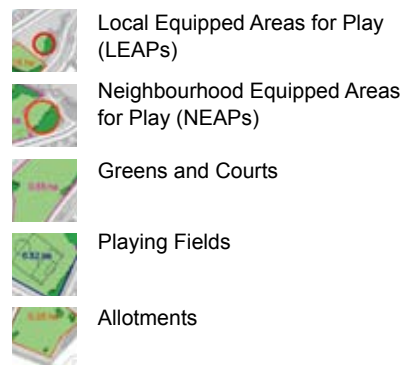 Local Equipped Areas for Play
(LEAPs)
Neighbourhood Equipped Areas
for Play (NEAPs)
Greens and Courts
Playing Fields
Allotments